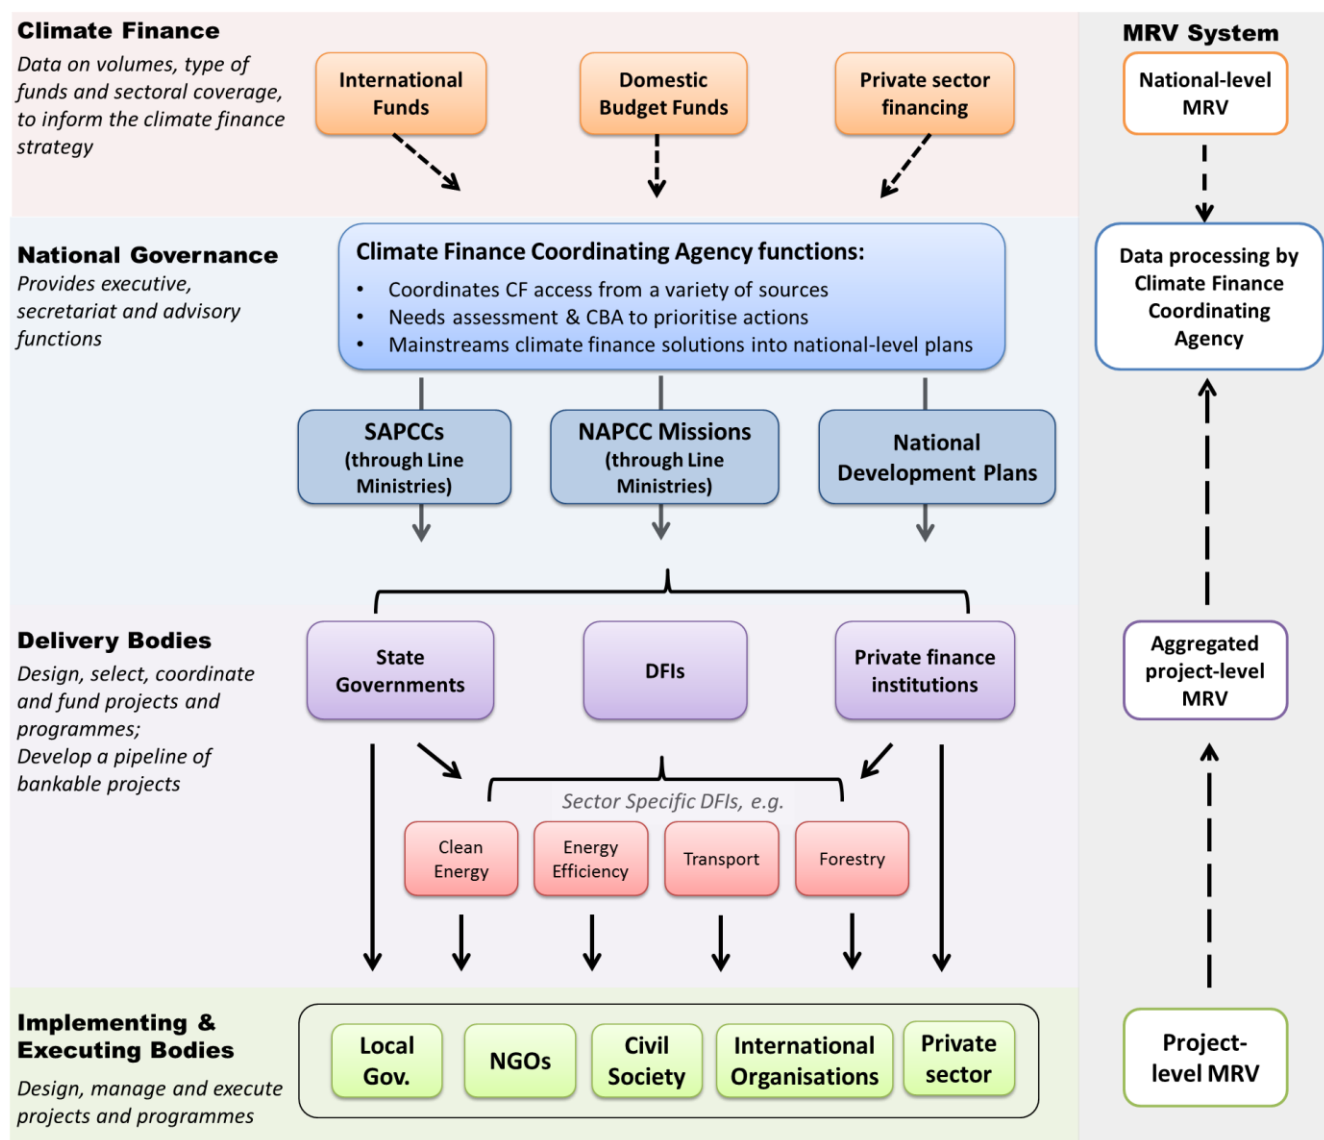 Climate Finance
Data on volumes, type of
funds and sectoral coverage,
to inform the climate finance
strategy
International
Funds
Domestic
Budget Funds
Private sector
financing
MRV System
National-level
MRV
National Governance
Provides executive,
secretariat and advisory
functions
Climate Finance Coordinating Agency functions:
• Coordinates CF access from a variety of sources
• Needs assessment & CBA to prioritise actions
• Mainstreams climate finance solutions into national-level plans
Data processing by
Climate Finance
Coordinating
Agency
SAPCCs
(through Line
Ministries)
NAPCC Missions
(through Line
Ministries)
National
Development Plans
Delivery Bodies
Design, select, coordinate
and fund projects and
programmes;
Develop a pipeline of
bankable projects
State
Governments
DFIs
Private finance
institutions
Aggregated
project-level
MRV
Sector Specific DFIs, e.g.
Clean
Energy
Energy
Efficiency
Transport
Forestry
Implementing &
Executing Bodies
Design, manage and execute
projects and programmes
Local
Gov.
NGOs
Civil
Society
International
Organisations
Private
sector
Project-
level MRV